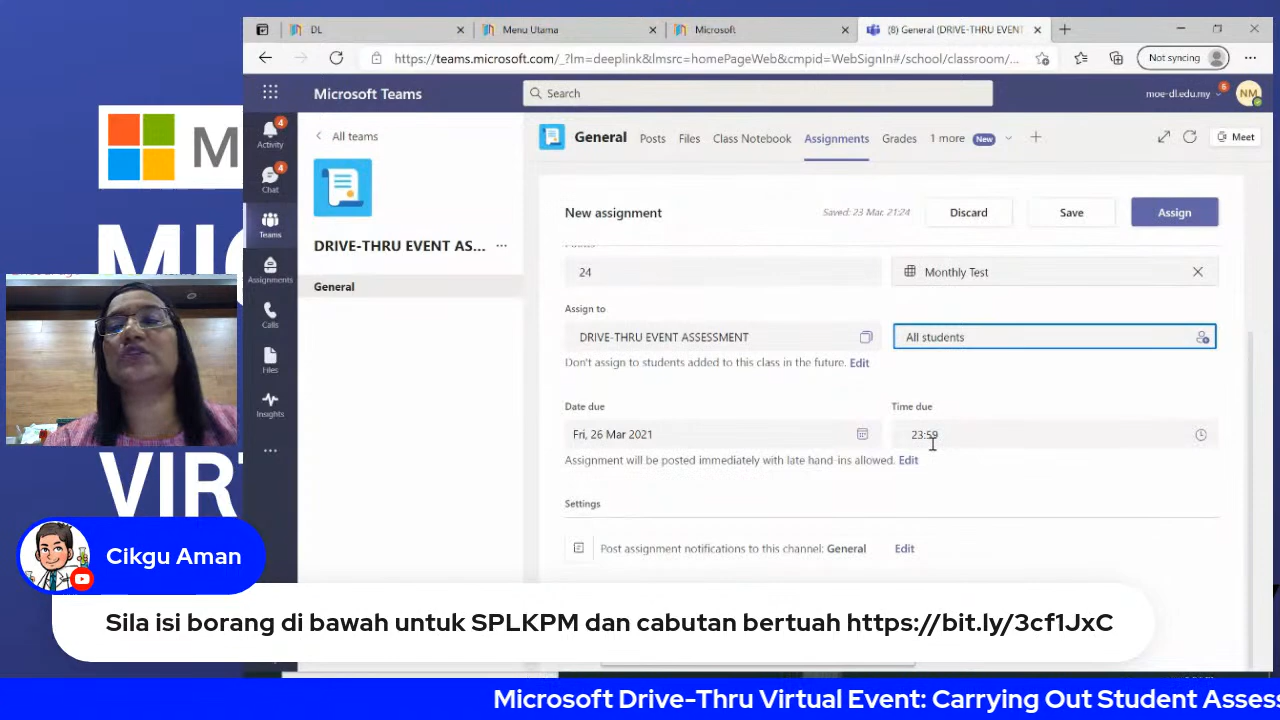 DL
Menu Utama
Microsoft
(8) General (DRIVE-THRU EVENT
https://teams.microsoft.com/_?lm=deeplink&lmsrc=homePageWeb&cmpid=WebSignIn#/school/classroom/...
Not syncing
Microsoft Teams
Search
moe-dl.edu.my
6
NM
M
MIC
VIR
4
Activity
4
Chat
Teams
Assignments
Calls
Files
Insights
All teams
DRIVE-THRU EVENT AS...
General
General
Posts
Files
Class Notebook
Assignments
Grades
1 more
New
Meet
New assignment
Saved: 23 Mar, 21:24
Discard
Save
Assign
24
Monthly Test
Assign to
DRIVE-THRU EVENT ASSESSMENT
All students
Don't assign to students added to this class in the future. Edit
Date due
Time due
Fri, 26 Mar 2021
23:59
Assignment will be posted immediately with late hand-ins allowed. Edit
Settings
Post assignment notifications to this channel: General Edit
Cikgu Aman
Sila isi borang di bawah untuk SPLKPM dan cabutan bertuah https://bit.ly/3cf1JxC
Microsoft Drive-Thru Virtual Event: Carrying Out Student Assess